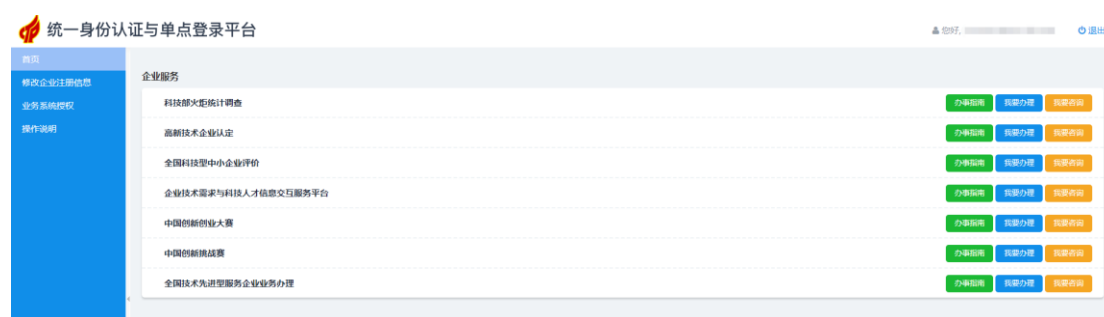 统一身份认证与单点登录平台
您好,
退出
首页
修改企业注册信息
业务系统授权
操作说明
企业服务
科技部火炬统计调查 办事指南 我要办理 我要咨询
高新技术企业认定 办事指南 我要办理 我要咨询
全国科技型中小企业评价 办事指南 我要办理 我要咨询
企业技术需求与科技人才信息交互服务平台 办事指南 我要办理 我要咨询
中国创新创业大赛 办事指南 我要办理 我要咨询
中国创新挑战赛 办事指南 我要办理 我要咨询
全国技术先进型服务企业业务办理 办事指南 我要办理 我要咨询